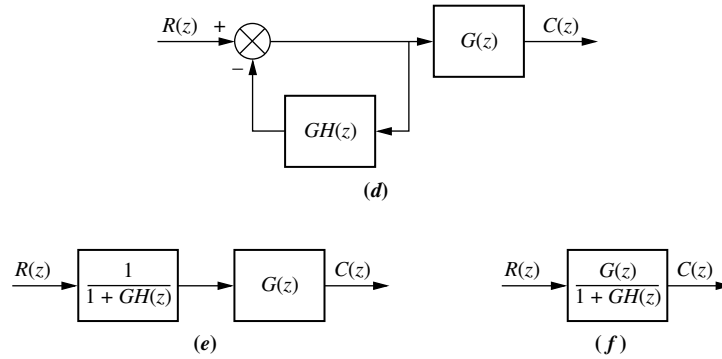 R(z) + G(z) C(z)
−
GH(z)
(d)
R(z) 1 / 1 + GH(z) G(z) C(z)
(e)
R(z) G(z) / 1 + GH(z) C(z)
(f)